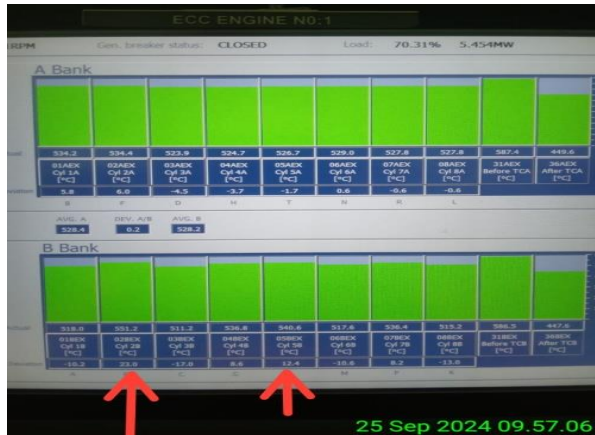 ECC ENGINE N0:1
Gen. breaker status: CLOSED Load: 70.31% 5.454MW
A Bank
534.2 534.4 523.9 524.7 526.7 529.0 527.8 527.8 587.4 449.6
01AEX 02AEX 03AEX 04AEX 05AEX 06AEX 07AEX 08AEX 31AEX 36AEX
Cyl 1A Cyl 2A Cyl 3A Cyl 4A Cyl 5A Cyl 6A Cyl 7A Cyl 8A Before TCA After TCA
[°C] [°C] [°C] [°C] [°C] [°C] [°C] [°C] [°C] [°C]
5.8 6.0 -4.5 -3.7 -1.7 0.6 -0.6 -0.6
AVG. A DEV. A/B AVG. B
528.4 0.2 528.2
B Bank
519.0 551.2 511.2 536.8 540.6 517.6 536.4 515.2 586.5 447.6
01BEX 02BEX 03BEX 04BEX 05BEX 06BEX 07BEX 08BEX 31BEX 36BEX
Cyl 1B Cyl 2B Cyl 3B Cyl 4B Cyl 5B Cyl 6B Cyl 7B Cyl 8B Before TCB After TCB
[°C] [°C] [°C] [°C] [°C] [°C] [°C] [°C] [°C] [°C]
-10.2 23.0 -17.0 8.6 12.4 -10.6 8.2 -13.0
25 Sep 2024 09.57.06